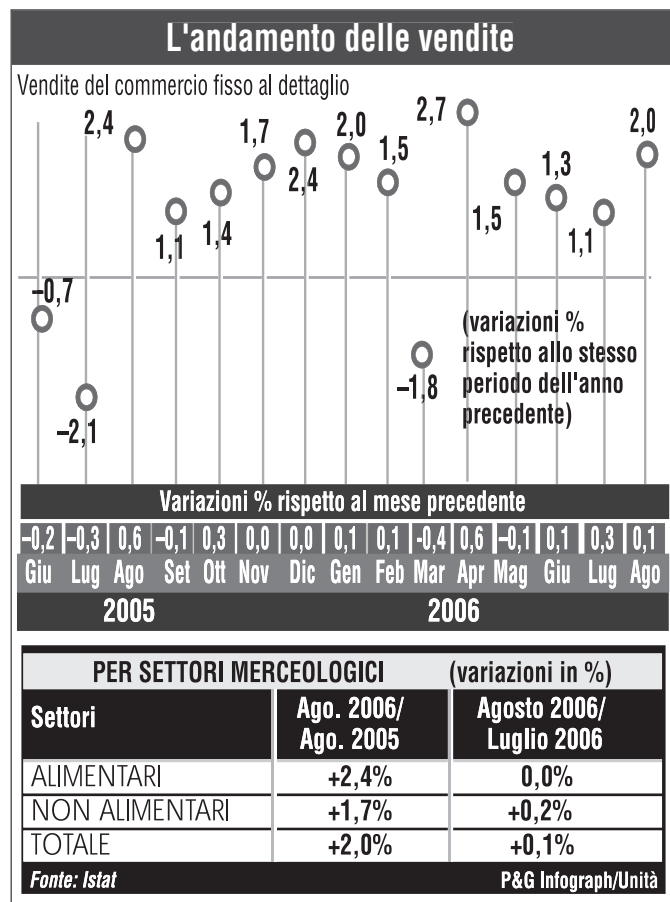 L'andamento delle vendite
Vendite del commercio fisso al dettaglio
–0,7
–2,1
2,4
1,1
1,4
1,7
2,4
2,0
1,5
–1,8
2,7
1,5
1,3
1,1
2,0
(variazioni %
rispetto allo stesso
periodo dell'anno
precedente)
Variazioni % rispetto al mese precedente
–0,2 –0,3 0,6 –0,1 0,3 0,0 0,0 0,1 0,1 -0,4 0,6 –0,1 0,1 0,3 0,1
Giu Lug Ago Set Ott Nov Dic Gen Feb Mar Apr Mag Giu Lug Ago
2005 2006
PER SETTORI MERCEOLOGICI (variazioni in %)
Settori Ago. 2006/ Agosto 2006/
Ago. 2005 Luglio 2006
ALIMENTARI +2,4% 0,0%
NON ALIMENTARI +1,7% +0,2%
TOTALE +2,0% +0,1%
Fonte: Istat P&G Infograph/Unità